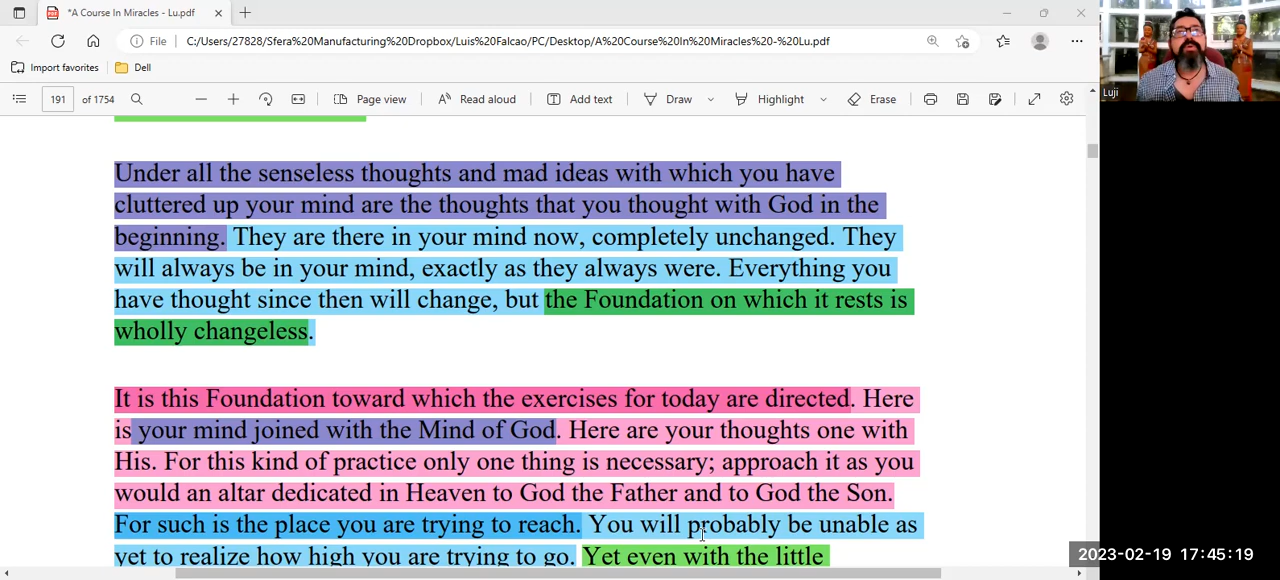 *A Course In Miracles - Lu.pdf
File
C:/Users/27828/Sfera%20Manufacturing%20Dropbox/Luis%20Falcao/PC/Desktop/A%20Course%20In%20Miracles%20-%20Lu.pdf
Import favorites Dell
191 of 1754 Page view Read aloud Add text Draw Highlight Erase
Luji
Under all the senseless thoughts and mad ideas with which you have
cluttered up your mind are the thoughts that you thought with God in the
beginning. They are there in your mind now, completely unchanged. They
will always be in your mind, exactly as they always were. Everything you
have thought since then will change, but the Foundation on which it rests is
wholly changeless.
It is this Foundation toward which the exercises for today are directed. Here
is your mind joined with the Mind of God. Here are your thoughts one with
His. For this kind of practice only one thing is necessary; approach it as you
would an altar dedicated in Heaven to God the Father and to God the Son.
For such is the place you are trying to reach. You will probably be unable as
yet to realize how high you are trying to go. Yet even with the little
2023-02-19 17:45:19